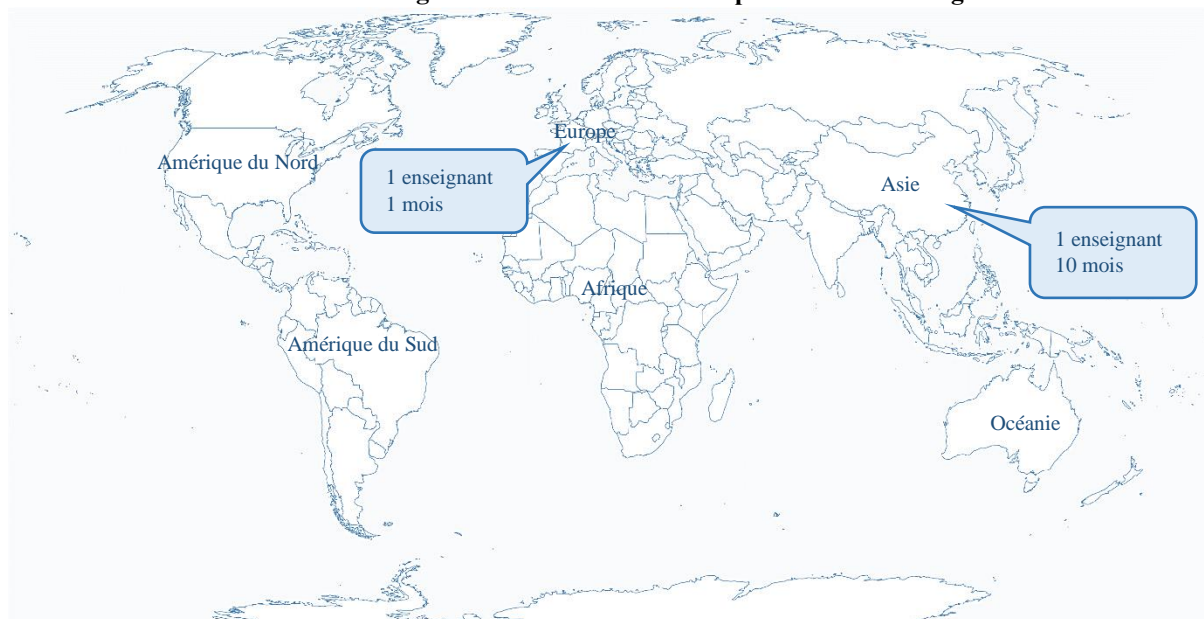 Europe
Amérique du Nord
1 enseignant
1 mois
Asie
1 enseignant
10 mois
Afrique
Amérique du Sud
Océanie